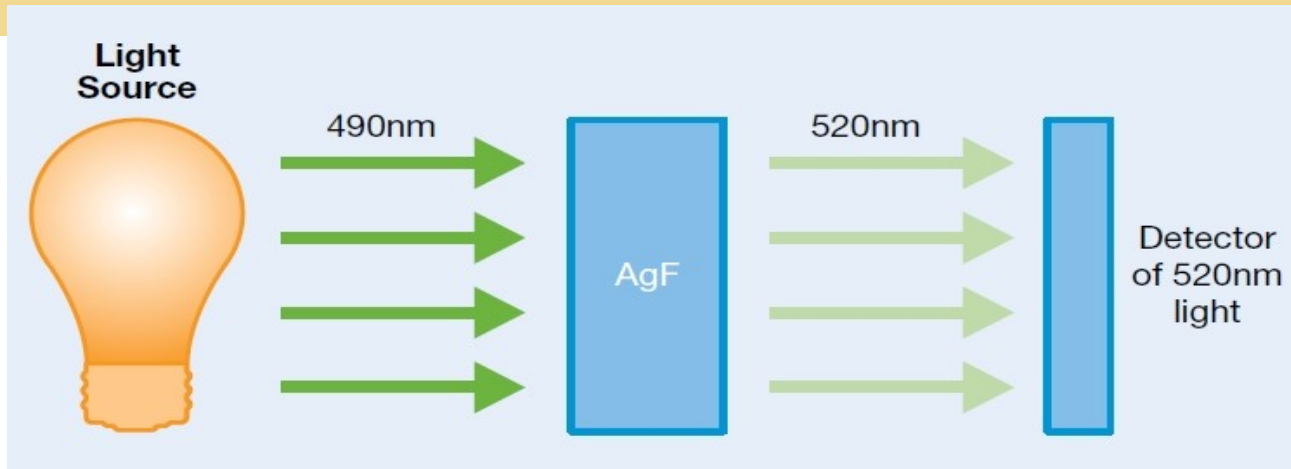 Light
Source
490nm
AgF
520nm
Detector
of 520nm
light